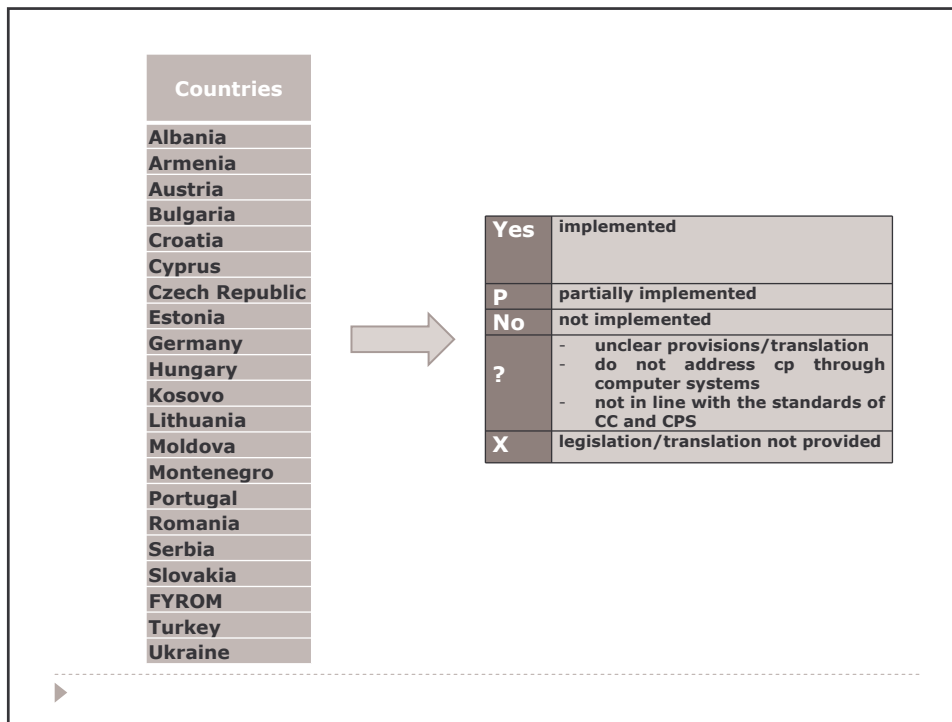 Countries
Albania
Armenia
Austria
Bulgaria
Croatia
Cyprus
Czech Republic
Estonia
Germany
Hungary
Kosovo
Lithuania
Moldova
Montenegro
Portugal
Romania
Serbia
Slovakia
FYROM
Turkey
Ukraine
Yes implemented
P partially implemented
No not implemented
? - unclear provisions/translation
- do not address cp through
computer systems
- not in line with the standards of
CC and CPS
X legislation/translation not provided